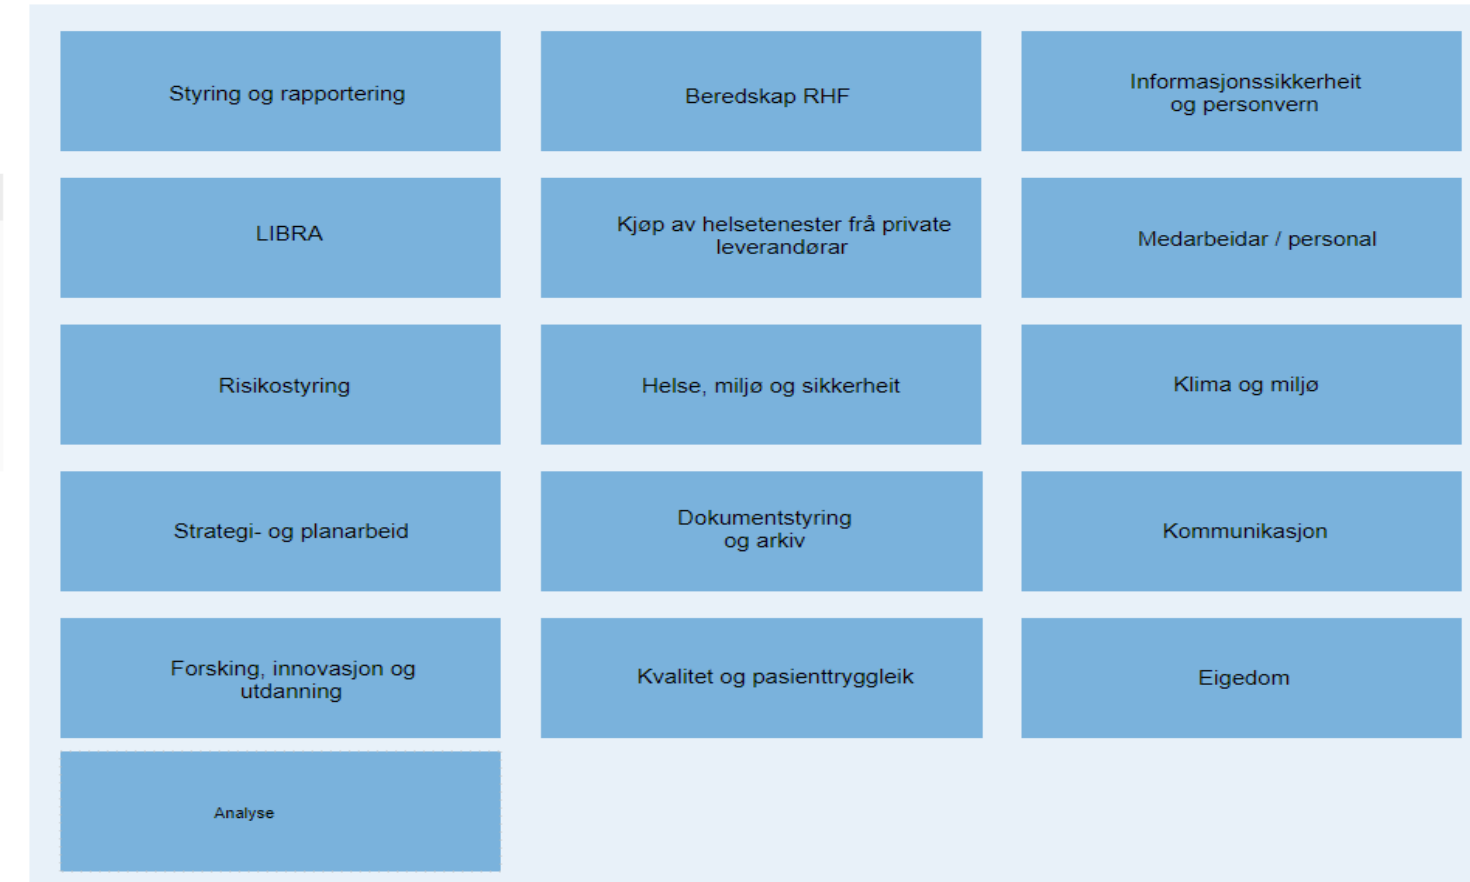 Styring og rapportering
Beredskap RHF
Informasjonssikkerheit
og personvern
LIBRA
Kjøp av helsetenester frå private
leverandørar
Medarbeidar / personal
Risikostyring
Helse, miljø og sikkerheit
Klima og miljø
Strategi- og planarbeid
Dokumentstyring
og arkiv
Kommunikasjon
Forsking, innovasjon og
utdanning
Kvalitet og pasienttryggleik
Eigedom
Analyse